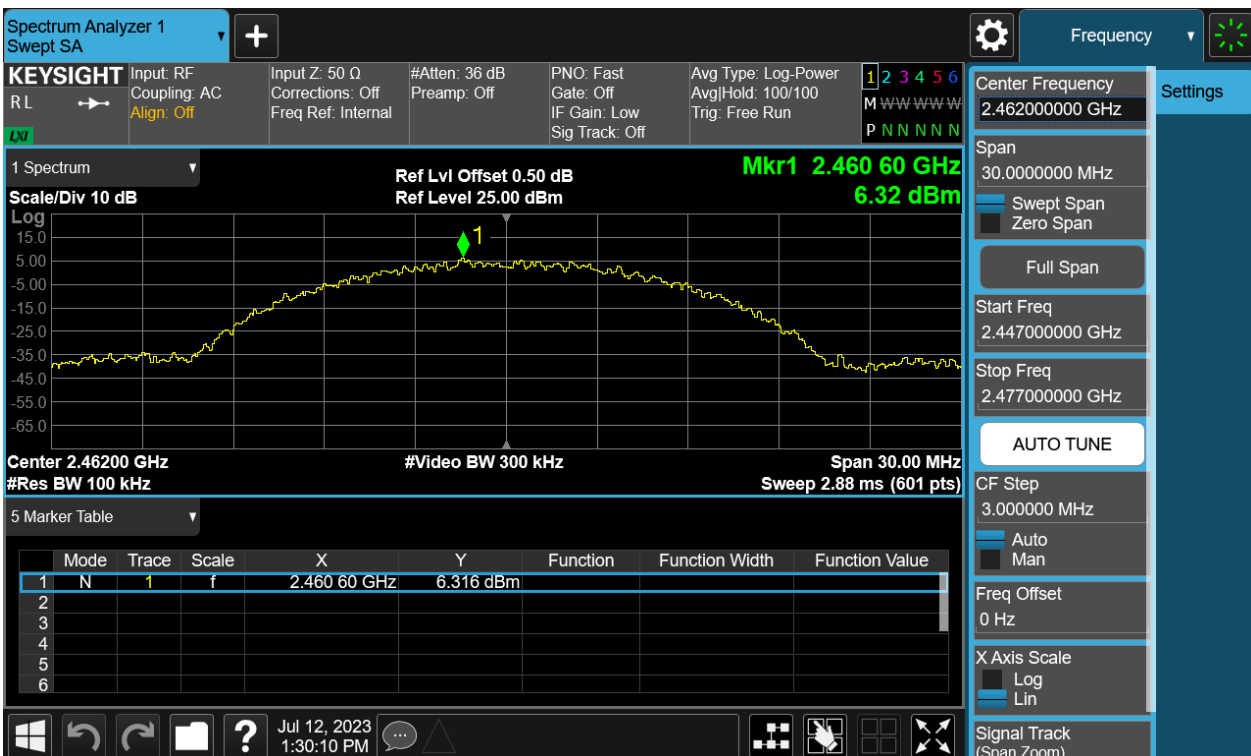 Spectrum Analyzer 1
Swept SA
+
Frequency
KEYSIGHT
R L
LXI
Input: RF
Coupling: AC
Align: Off
Input Z: 50 Ω
Corrections: Off
Freq Ref: Internal
#Atten: 36 dB
Preamp: Off
PNO: Fast
Gate: Off
IF Gain: Low
Sig Track: Off
Avg Type: Log-Power
Avg|Hold: 100/100
Trig: Free Run
1 2 3 4 5 6
M W W W W W
P N N N N N
1 Spectrum
Scale/Div 10 dB
Log
Ref Lvl Offset 0.50 dB
Ref Level 25.00 dBm
Mkr1 2.460 60 GHz
6.32 dBm
1
15.0
5.00
-5.00
-15.0
-25.0
-35.0
-45.0
-55.0
-65.0
Center 2.46200 GHz
#Res BW 100 kHz
#Video BW 300 kHz
Span 30.00 MHz
Sweep 2.88 ms (601 pts)
5 Marker Table
Mode Trace Scale X Y Function Function Width Function Value
1 N 1 f 2.460 60 GHz 6.316 dBm
2
3
4
5
6
Center Frequency
2.462000000 GHz
Span
30.0000000 MHz
Swept Span
Zero Span
Full Span
Start Freq
2.447000000 GHz
Stop Freq
2.477000000 GHz
AUTO TUNE
CF Step
3.000000 MHz
Auto
Man
Freq Offset
0 Hz
X Axis Scale
Log
Lin
Signal Track
(Span Zoom)
Settings
?
Jul 12, 2023
1:30:10 PM